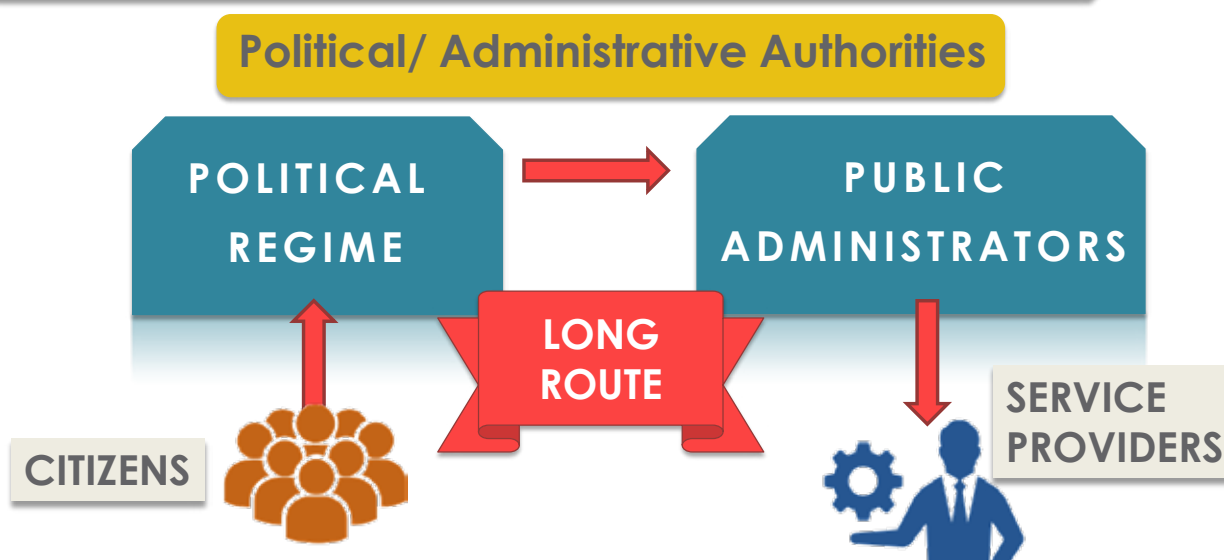 Political/ Administrative Authorities
POLITICAL
REGIME
PUBLIC
ADMINISTRATORS
LONG
ROUTE
CITIZENS
SERVICE
PROVIDERS